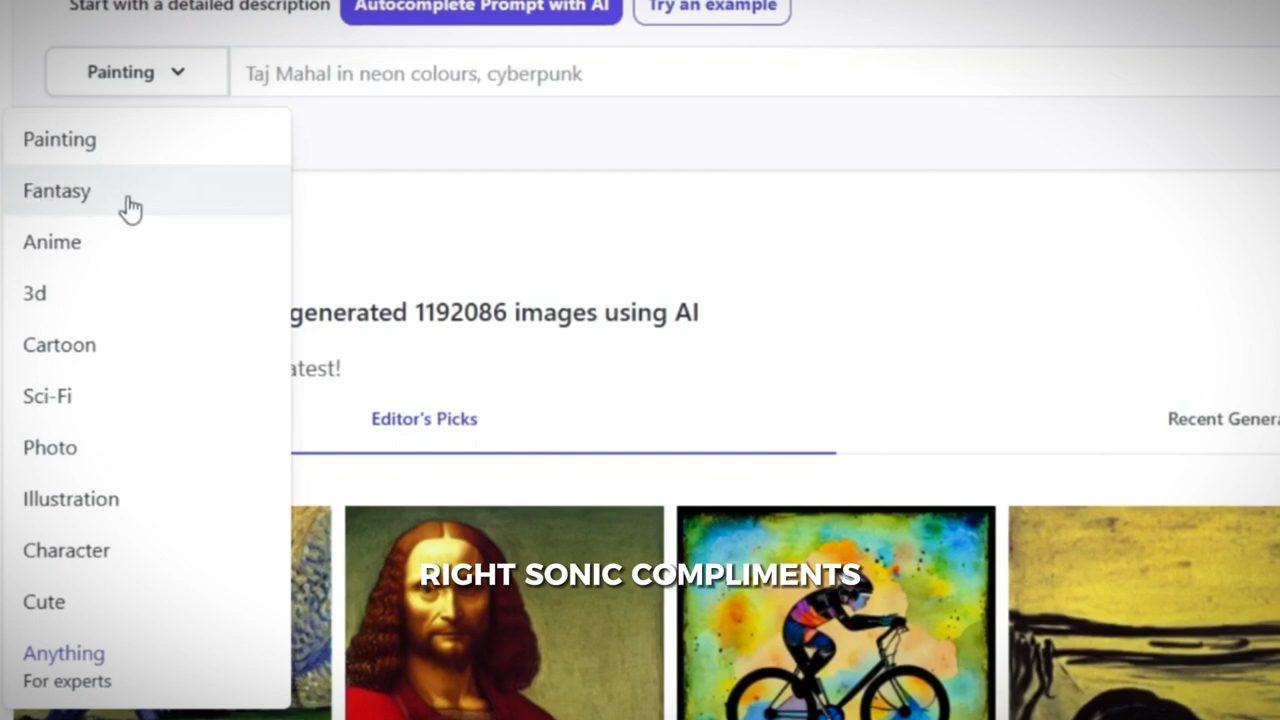 Start with a detailed description
Autocomplete Prompt with AI
Try an example
Painting
Taj Mahal in neon colours, cyberpunk
Painting
Fantasy
Anime
3d
Cartoon
Sci-Fi
Photo
Illustration
Character
Cute
Anything
For experts
generated 1192086 images using AI
atest!
Editor's Picks
Recent Genera
RIGHT SONIC COMPLIMENTS